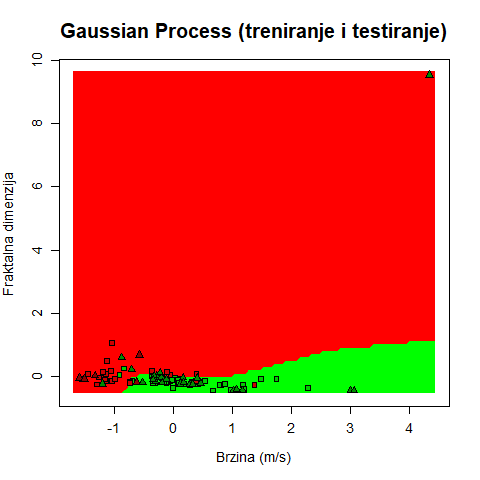 Gaussian Process (treniranje i testiranje)
Fraktalna dimenzija
10
8
6
4
2
0
-1 0 1 2 3 4
Brzina (m/s)